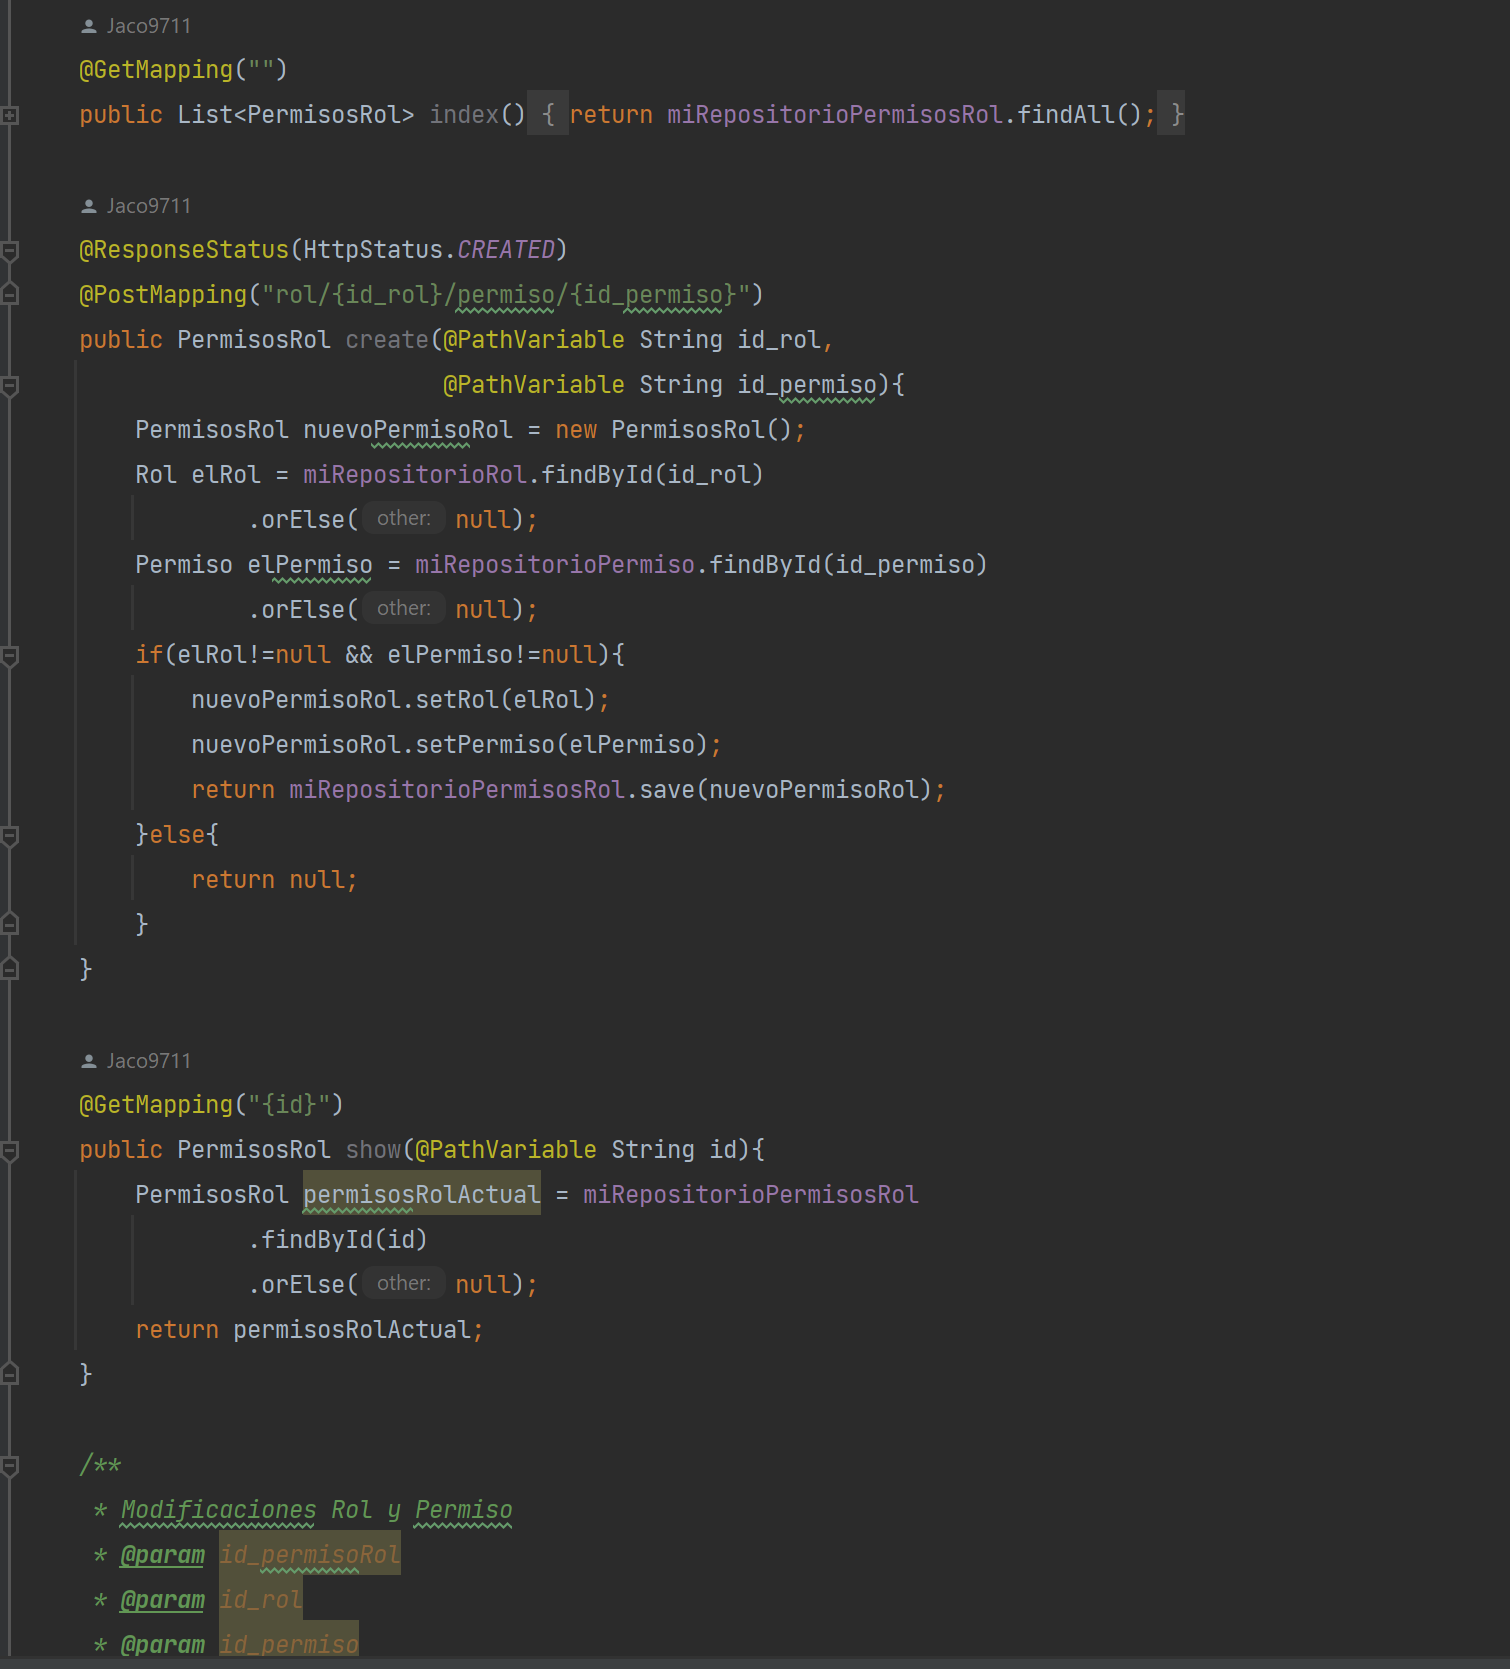 Jaco9711
@GetMapping("")
public List<PermisosRol> index() { return miRepositorioPermisosRol.findAll(); }
Jaco9711
@ResponseStatus(HttpStatus.CREATED)
@PostMapping("rol/{id_rol}/permiso/{id_permiso}")
public PermisosRol create(@PathVariable String id_rol,
@PathVariable String id_permiso){
PermisosRol nuevoPermisoRol = new PermisosRol();
Rol elRol = miRepositorioRol.findById(id_rol)
.orElse( other: null);
Permiso elPermiso = miRepositorioPermiso.findById(id_permiso)
.orElse( other: null);
if(elRol!=null && elPermiso!=null){
nuevoPermisoRol.setRol(elRol);
nuevoPermisoRol.setPermiso(elPermiso);
return miRepositorioPermisosRol.save(nuevoPermisoRol);
}else{
return null;
}
}
Jaco9711
@GetMapping("{id}")
public PermisosRol show(@PathVariable String id){
PermisosRol permisosRolActual = miRepositorioPermisosRol
.findById(id)
.orElse( other: null);
return permisosRolActual;
}
/**
* Modificaciones Rol y Permiso
* @param id_permisoRol
* @param id_rol
* @param id_permiso